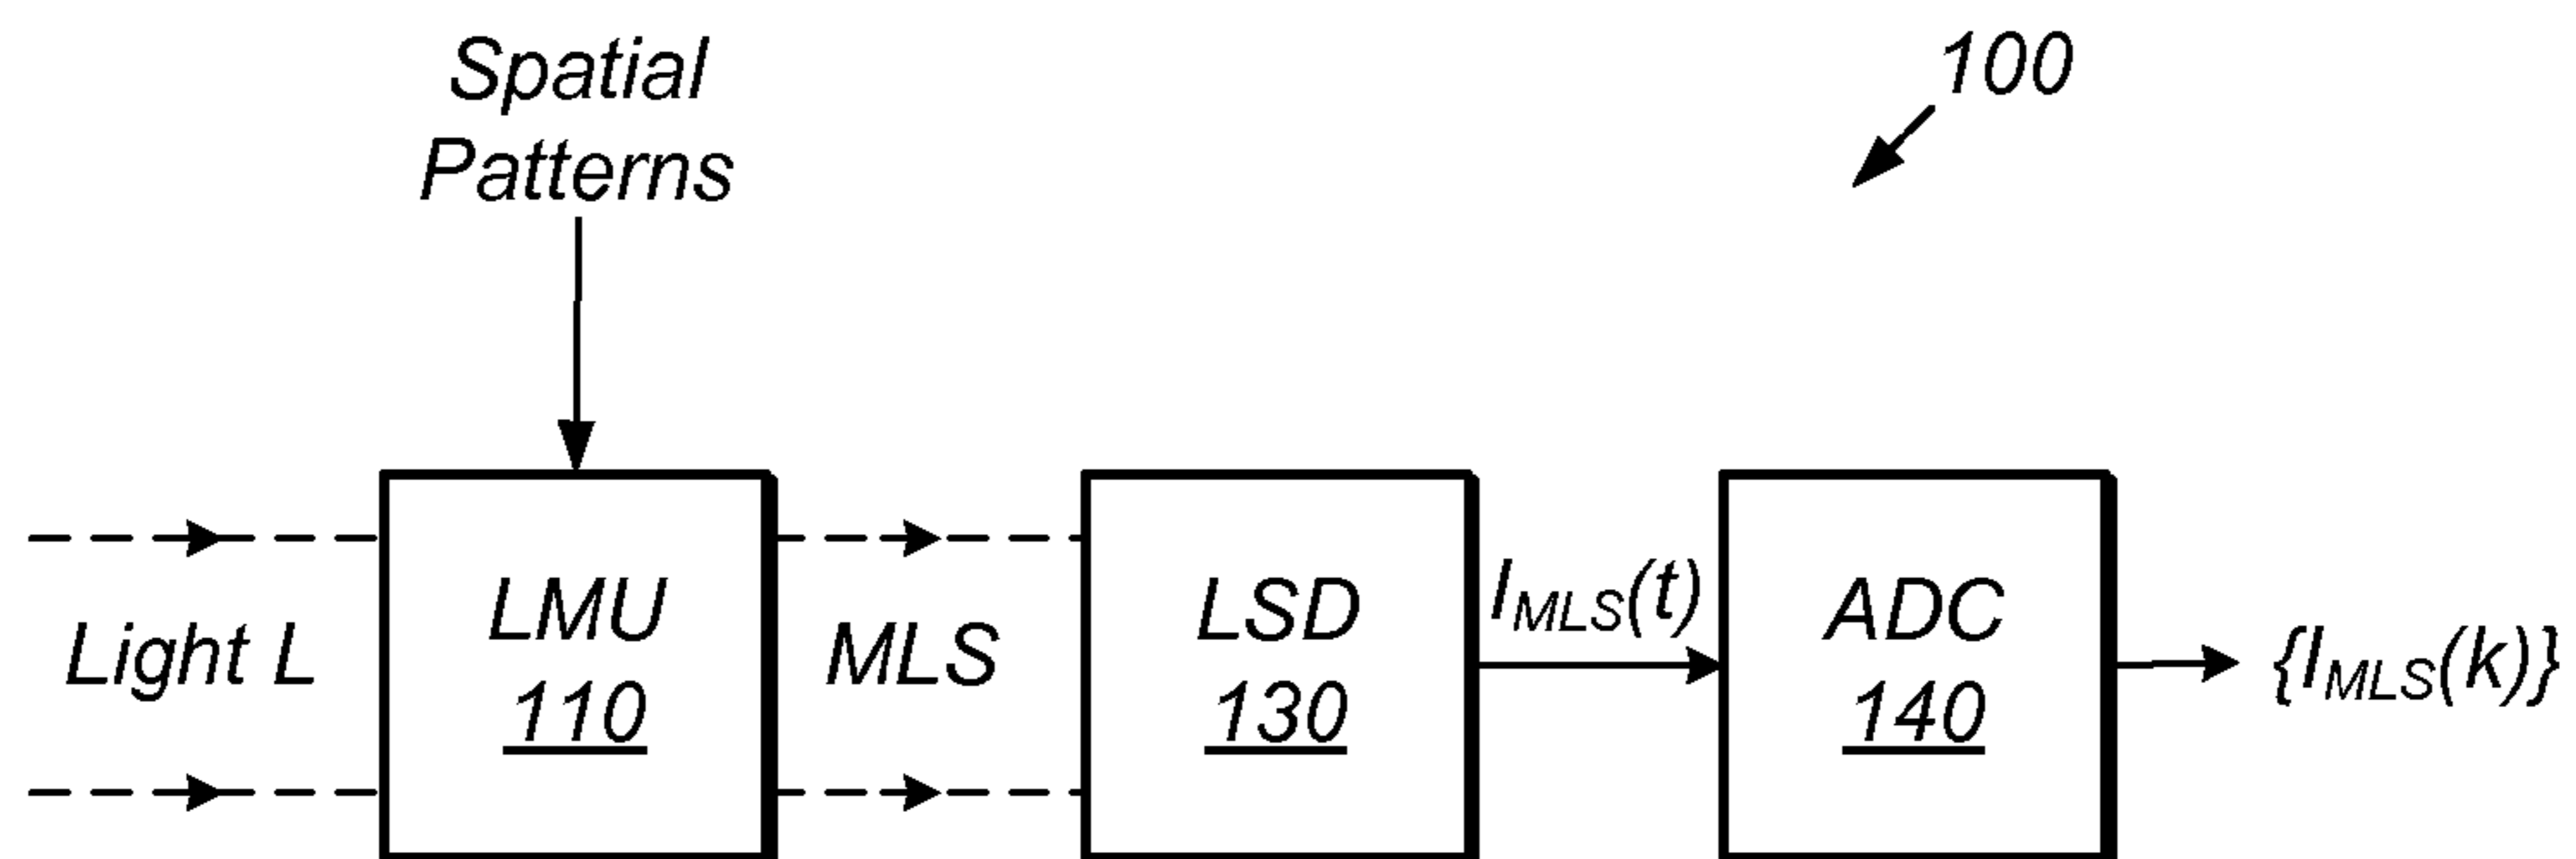 Spatial
Patterns
100
Light L
LMU
110
MLS
LSD
130
I_MLS(t)
ADC
140
{I_MLS(k)}